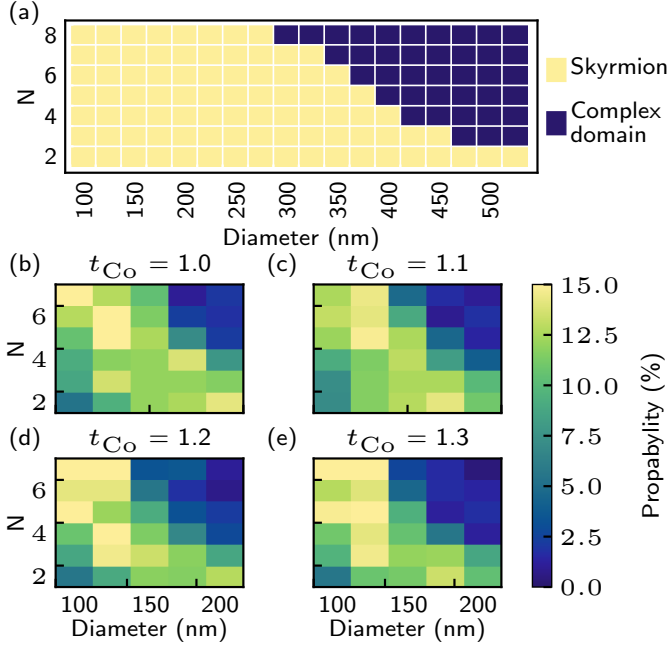 (a)
8
6
4
2
N
Skyrmion
Complex
domain
100
150
200
250
300
350
400
450
500
Diameter (nm)
(b)
t_Co = 1.0
(c)
t_Co = 1.1
6
4
2
N
(d)
t_Co = 1.2
(e)
t_Co = 1.3
6
4
2
N
100 150 200
Diameter (nm)
100 150 200
Diameter (nm)
15.0
12.5
10.0
7.5
5.0
2.5
0.0
Propabylity (%)